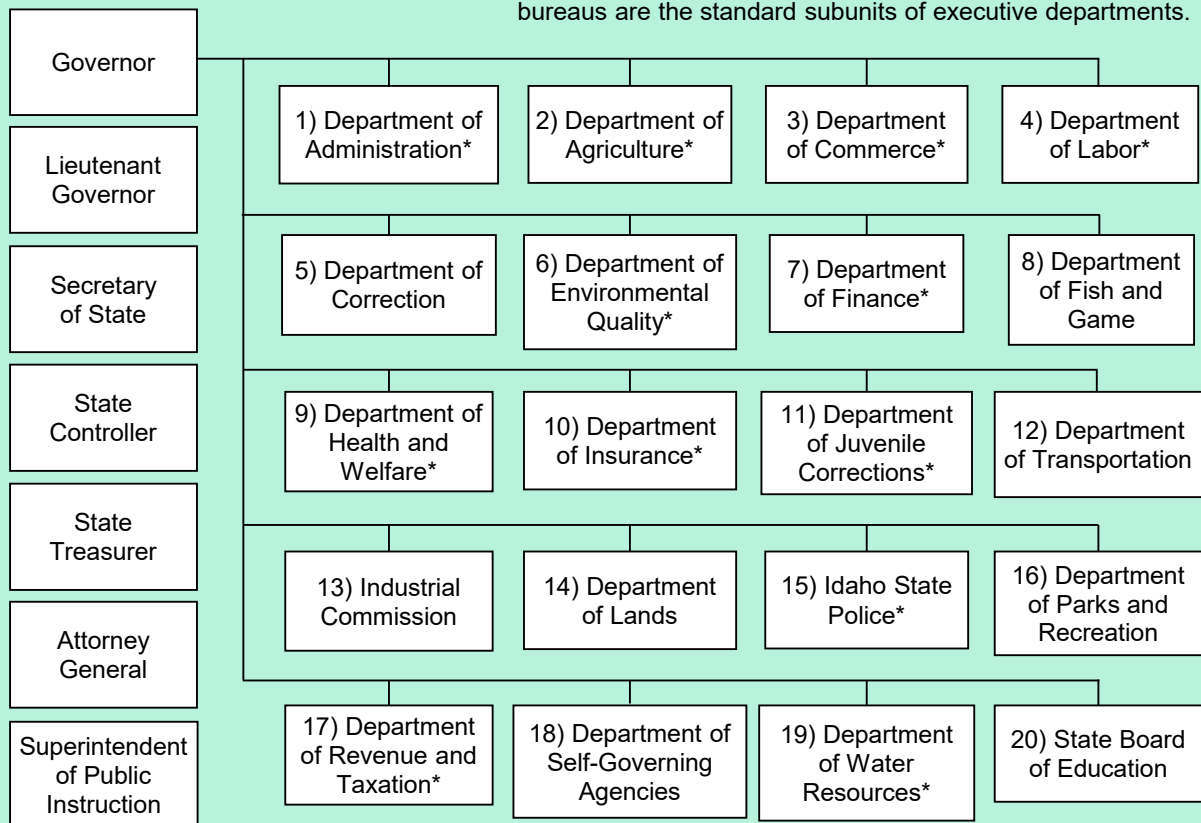 bureaus are the standard subunits of executive departments.
Governor
Lieutenant
Governor
Secretary
of State
State
Controller
State
Treasurer
Attorney
General
Superintendent
of Public
Instruction
1) Department of
Administration*
2) Department of
Agriculture*
3) Department
of Commerce*
4) Department
of Labor*
5) Department of
Correction
6) Department of
Environmental
Quality*
7) Department
of Finance*
8) Department
of Fish and
Game
9) Department of
Health and
Welfare*
10) Department
of Insurance*
11) Department
of Juvenile
Corrections*
12) Department
of Transportation
13) Industrial
Commission
14) Department
of Lands
15) Idaho State
Police*
16) Department
of Parks and
Recreation
17) Department
of Revenue and
Taxation*
18) Department of
Self-Governing
Agencies
19) Department
of Water
Resources*
20) State Board
of Education